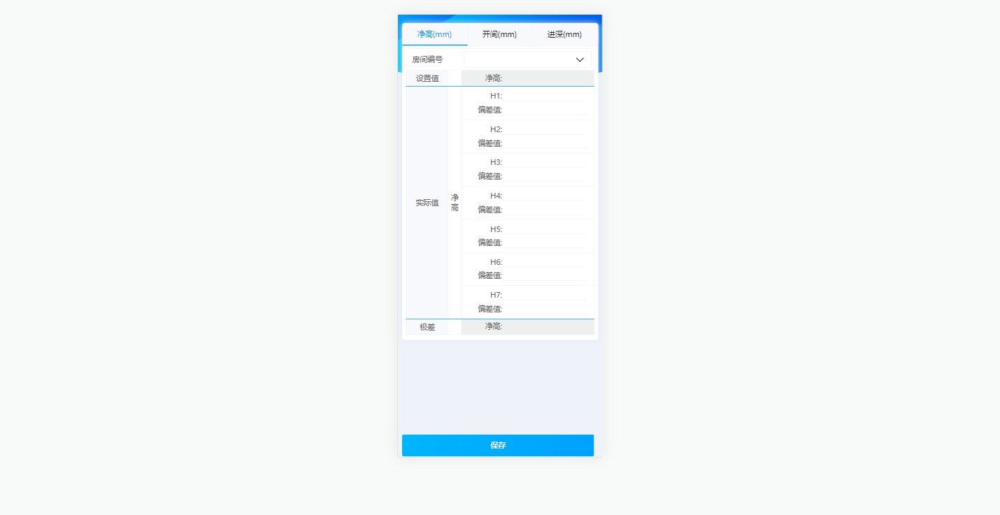 净高(mm) 开间(mm) 进深(mm)
房间编号
设置值 净高:
H1:
偏差值:
H2:
偏差值:
H3:
偏差值:
实际值
净
高
H4:
偏差值:
H5:
偏差值:
H6:
偏差值:
H7:
偏差值:
极差 净高:
保存